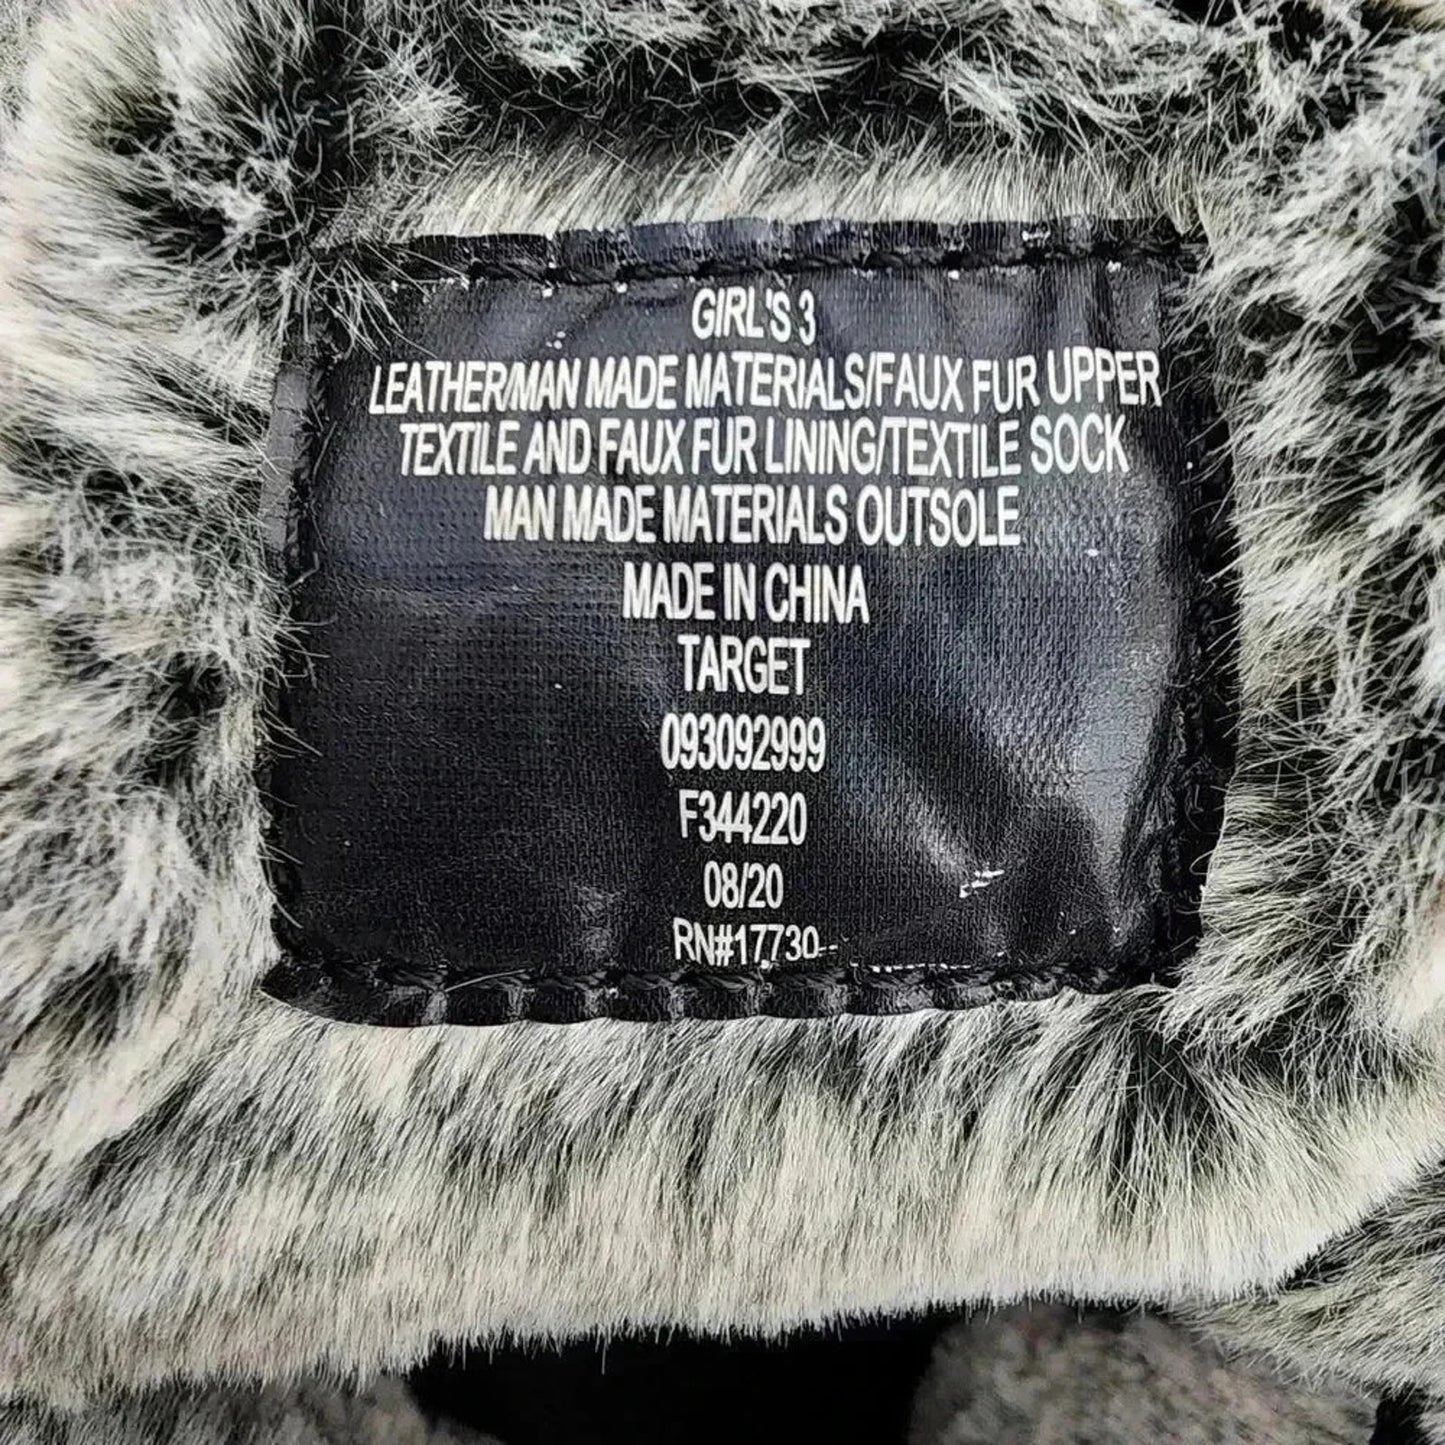 GIRL'S 3
LEATHER/MAN MADE MATERIALS/FAUX FUR UPPER
TEXTILE AND FAUX FUR LINING/TEXTILE SOCK
MAN MADE MATERIALS OUTSOLE
MADE IN CHINA
TARGET
093092999
F344220
08/20
RN#17730